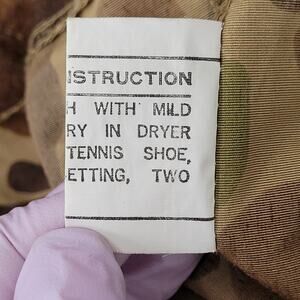 ISTRUCTION
H WITH MILD
RY IN DRYER
TENNIS SHOE,
ETTING, TWO